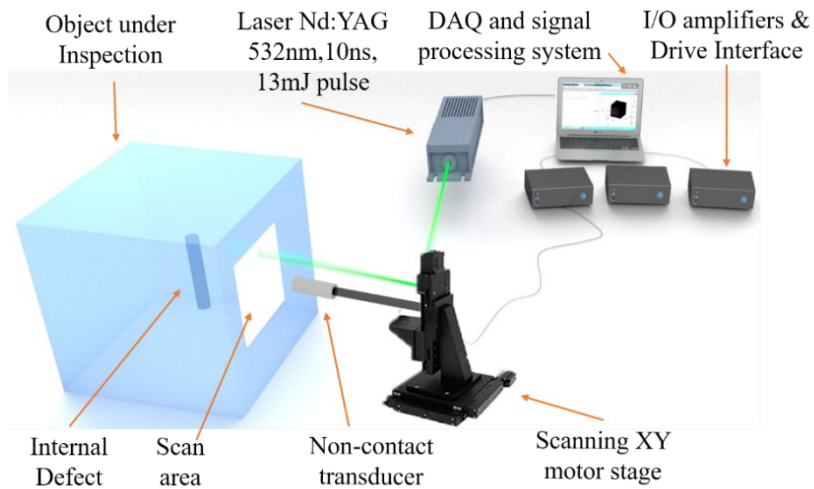 Object under
Inspection
Laser Nd:YAG
532nm,10ns,
13mJ pulse
DAQ and signal
processing system
I/O amplifiers &
Drive Interface
Internal
Defect
Scan
area
Non-contact
transducer
Scanning XY
motor stage